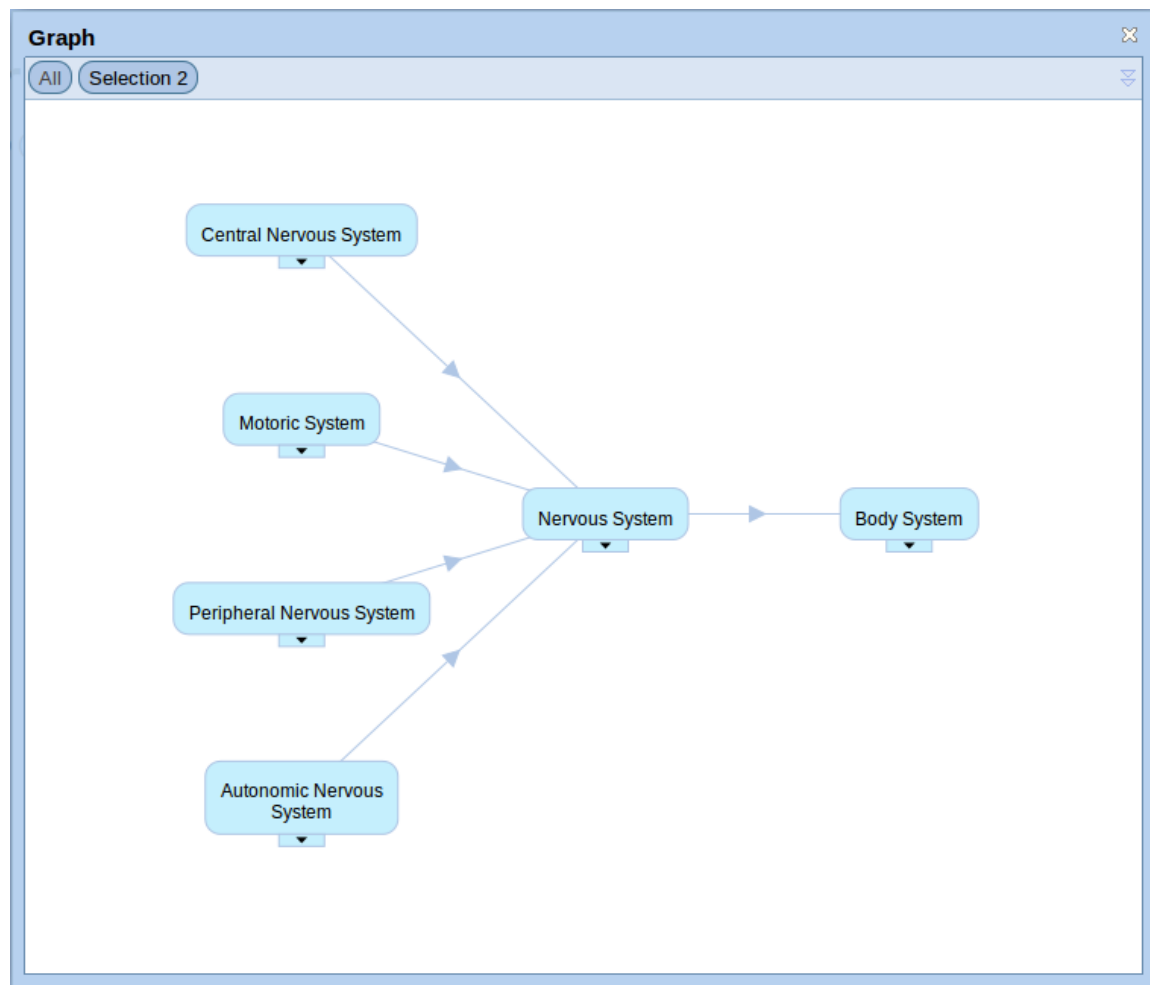 Graph
All
Selection 2
Central Nervous System
Motoric System
Nervous System
Body System
Peripheral Nervous System
Autonomic Nervous
System